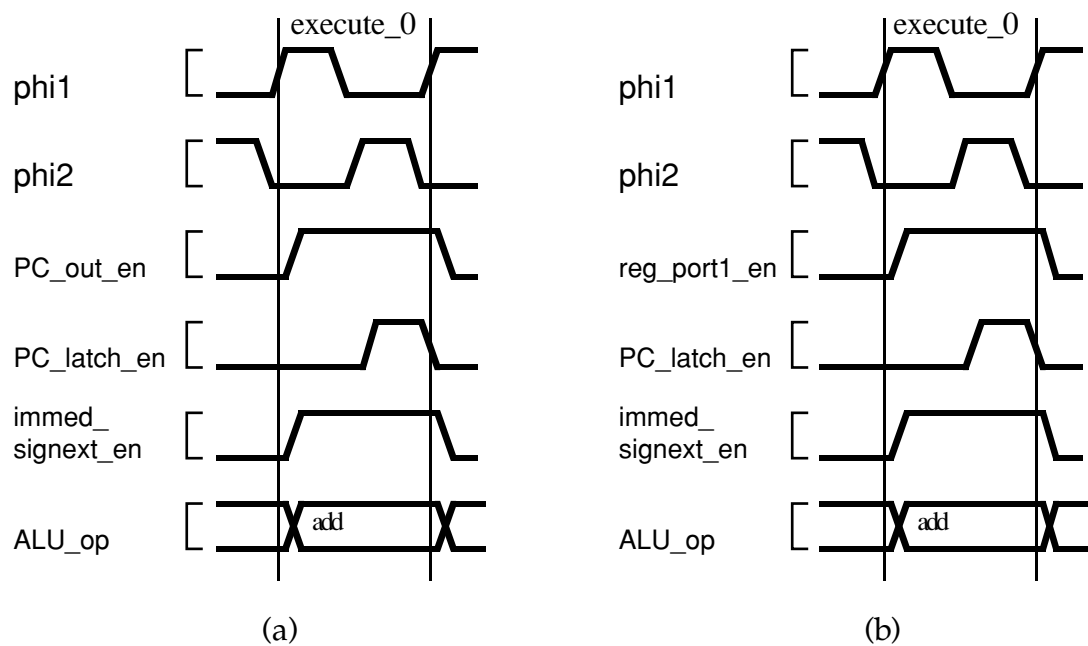 execute_0
phi1
phi2
PC_out_en
PC_latch_en
immed_
signext_en
ALU_op
add
(a)
execute_0
phi1
phi2
reg_port1_en
PC_latch_en
immed_
signext_en
ALU_op
add
(b)